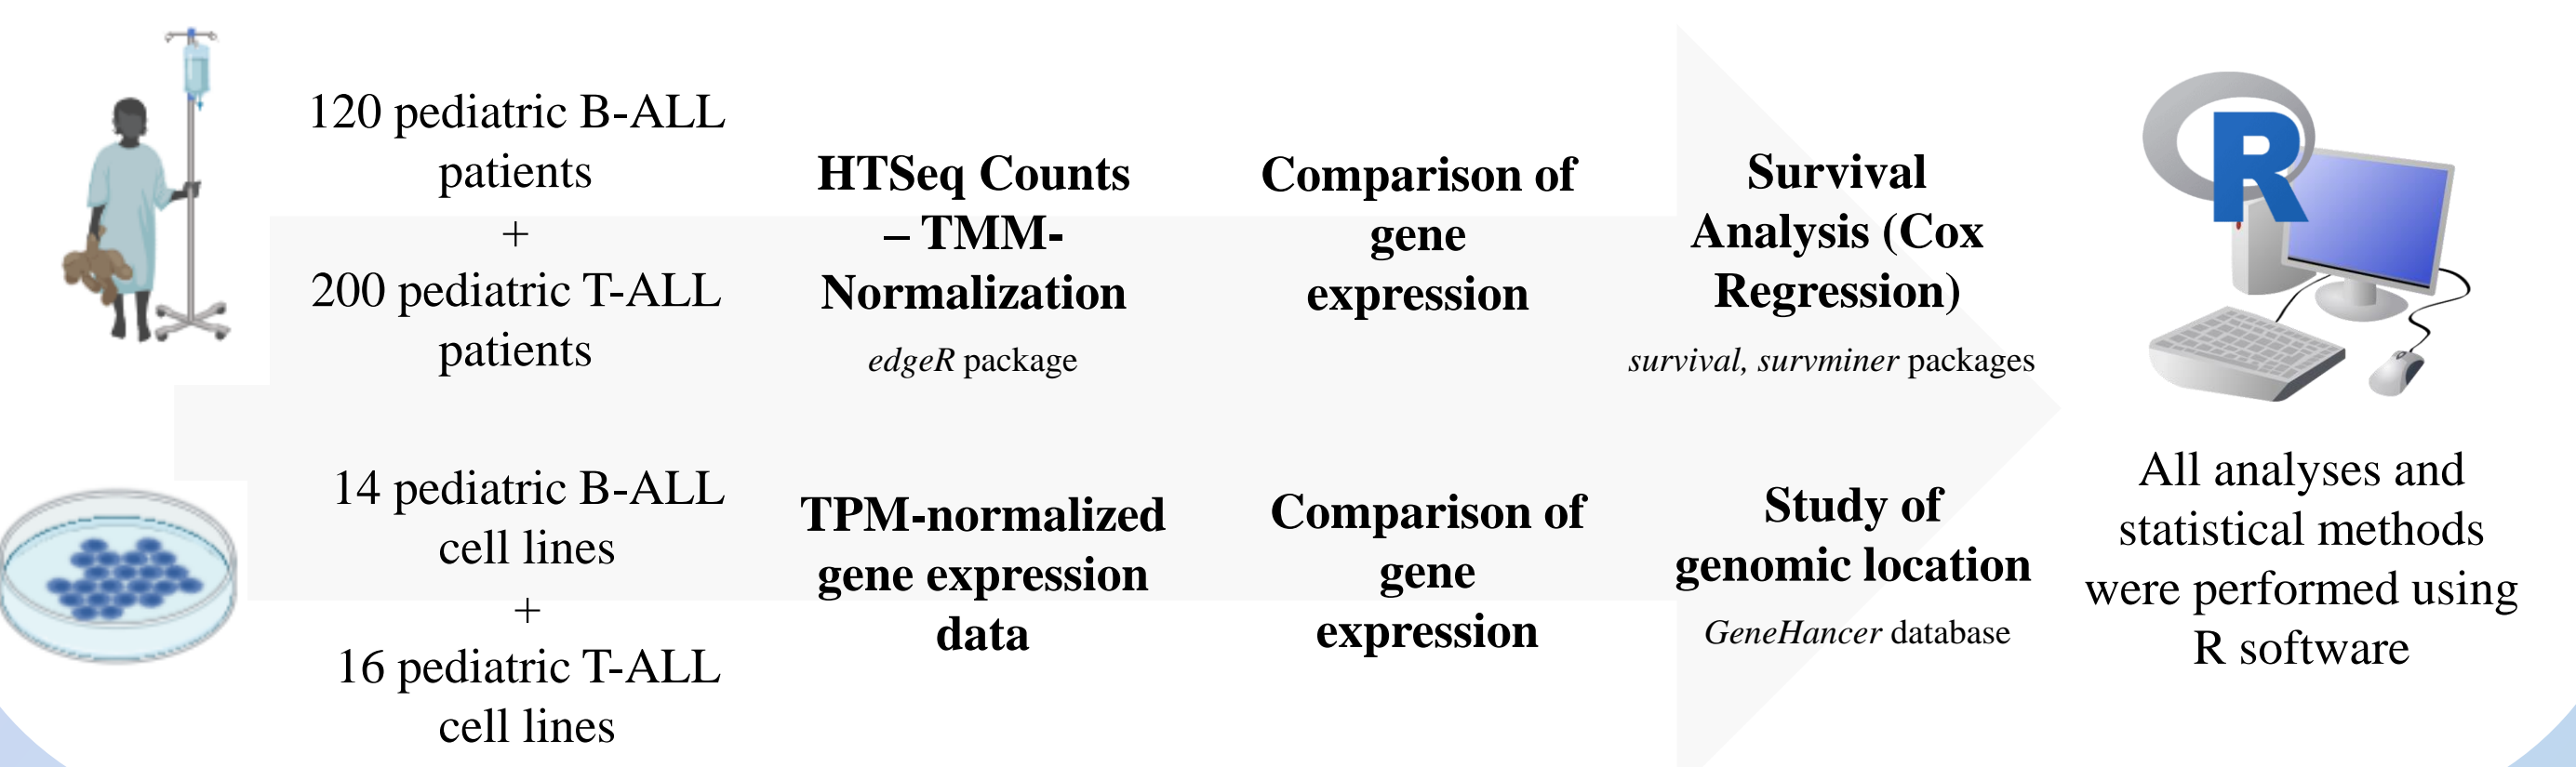 120 pediatric B-ALL
patients
+
200 pediatric T-ALL
patients
HTSeq Counts
– TMM-
Normalization
edgeR package
Comparison of
gene
expression
Survival
Analysis (Cox
Regression)
survival, survminer packages
R
14 pediatric B-ALL
cell lines
+
16 pediatric T-ALL
cell lines
TPM-normalized
gene expression
data
Comparison of
gene
expression
Study of
genomic location
GeneHancer database
All analyses and
statistical methods
were performed using
R software